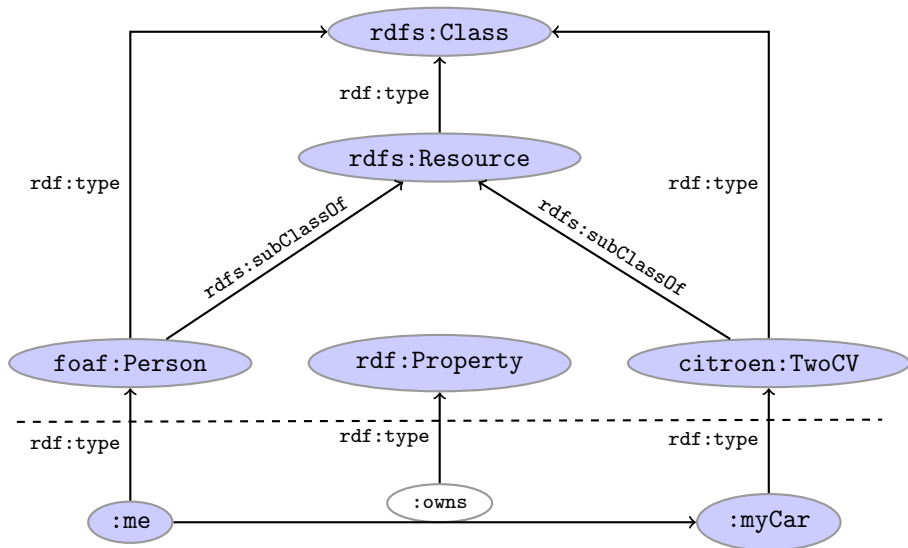 rdfs:Class
rdf:type
rdfs:Resource
rdf:type
rdf:type
rdfs:subClassOf
rdfs:subClassOf
foaf:Person
rdf:Property
citroen:TwoCV
rdf:type
rdf:type
rdf:type
:owns
:me
:myCar